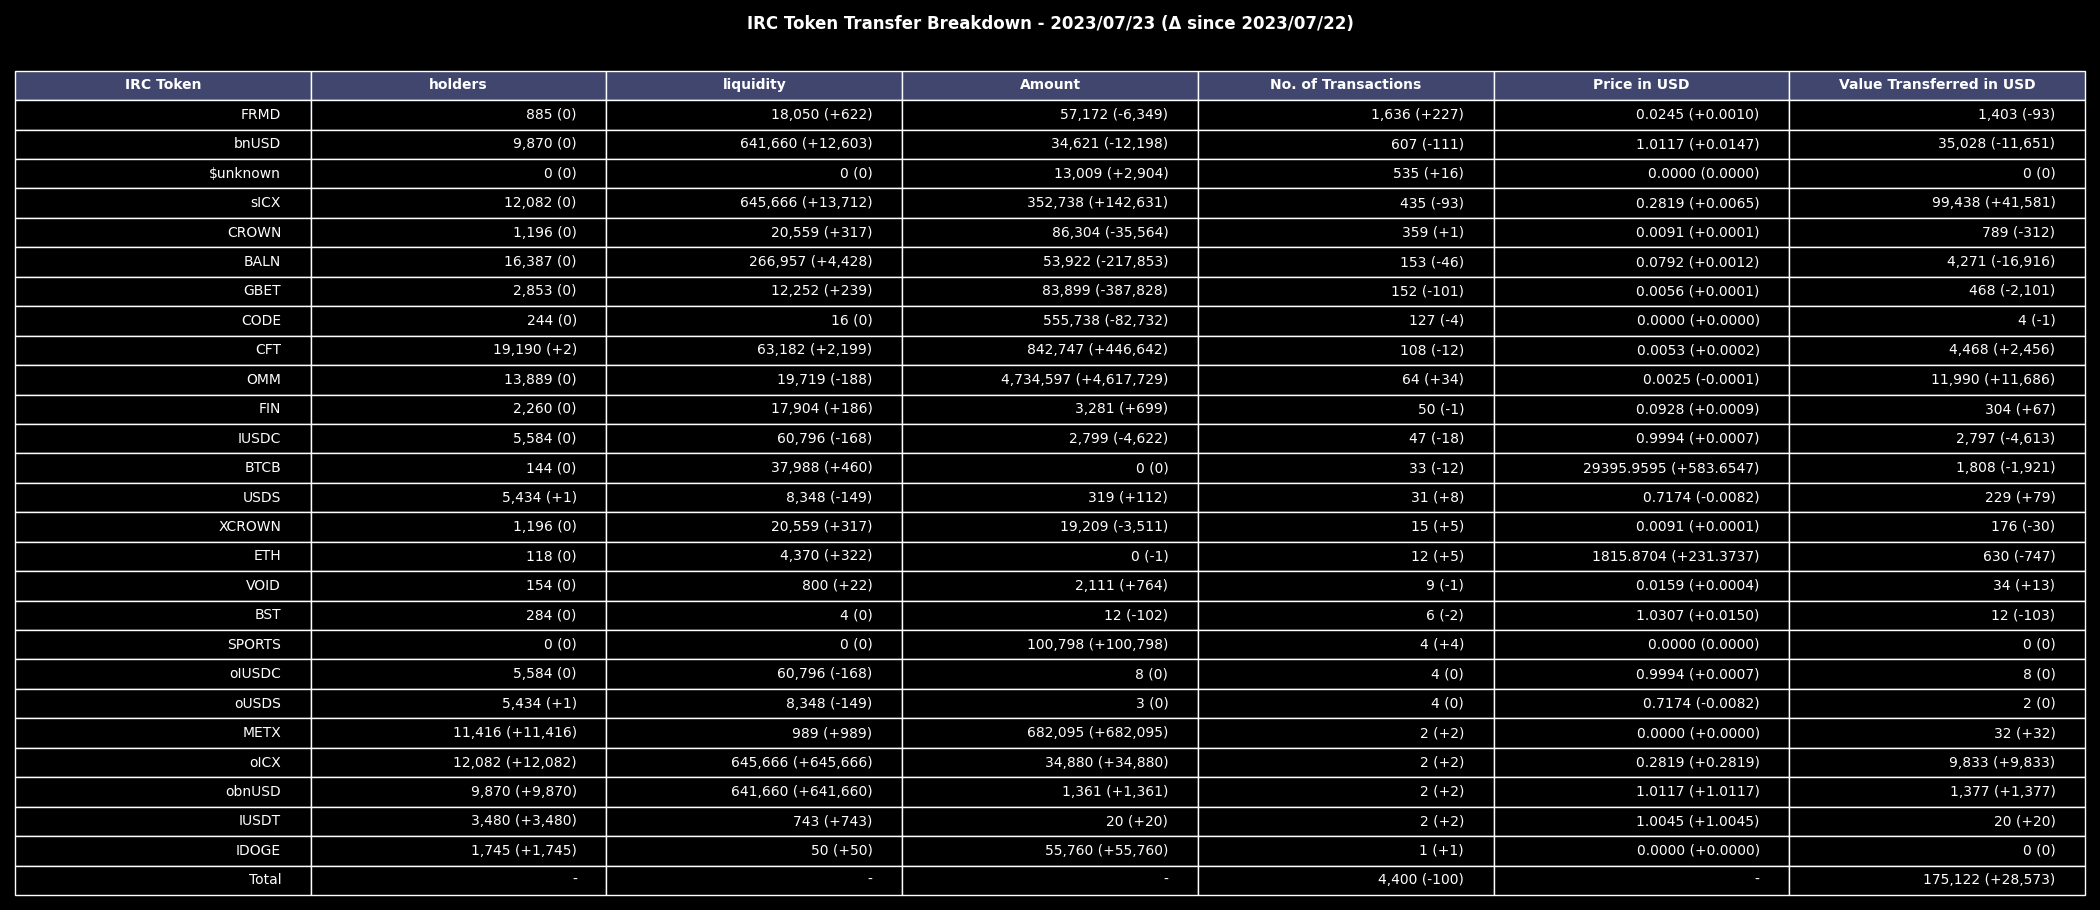 IRC Token Transfer Breakdown - 2023/07/23 (Δ since 2023/07/22)
IRC Token holders liquidity Amount No. of Transactions Price in USD Value Transferred in USD
FRMD 885 (0) 18,050 (+622) 57,172 (-6,349) 1,636 (+227) 0.0245 (+0.0010) 1,403 (-93)
bnUSD 9,870 (0) 641,660 (+12,603) 34,621 (-12,198) 607 (-111) 1.0117 (+0.0147) 35,028 (-11,651)
$unknown 0 (0) 0 (0) 13,009 (+2,904) 535 (+16) 0.0000 (0.0000) 0 (0)
sICX 12,082 (0) 645,666 (+13,712) 352,738 (+142,631) 435 (-93) 0.2819 (+0.0065) 99,438 (+41,581)
CROWN 1,196 (0) 20,559 (+317) 86,304 (-35,564) 359 (+1) 0.0091 (+0.0001) 789 (-312)
BALN 16,387 (0) 266,957 (+4,428) 53,922 (-217,853) 153 (-46) 0.0792 (+0.0012) 4,271 (-16,916)
GBET 2,853 (0) 12,252 (+239) 83,899 (-387,828) 152 (-101) 0.0056 (+0.0001) 468 (-2,101)
CODE 244 (0) 16 (0) 555,738 (-82,732) 127 (-4) 0.0000 (+0.0000) 4 (-1)
CFT 19,190 (+2) 63,182 (+2,199) 842,747 (+446,642) 108 (-12) 0.0053 (+0.0002) 4,468 (+2,456)
OMM 13,889 (0) 19,719 (-188) 4,734,597 (+4,617,729) 64 (+34) 0.0025 (-0.0001) 11,990 (+11,686)
FIN 2,260 (0) 17,904 (+186) 3,281 (+699) 50 (-1) 0.0928 (+0.0009) 304 (+67)
IUSDC 5,584 (0) 60,796 (-168) 2,799 (-4,622) 47 (-18) 0.9994 (+0.0007) 2,797 (-4,613)
BTCB 144 (0) 37,988 (+460) 0 (0) 33 (-12) 29395.9595 (+583.6547) 1,808 (-1,921)
USDS 5,434 (+1) 8,348 (-149) 319 (+112) 31 (+8) 0.7174 (-0.0082) 229 (+79)
XCROWN 1,196 (0) 20,559 (+317) 19,209 (-3,511) 15 (+5) 0.0091 (+0.0001) 176 (-30)
ETH 118 (0) 4,370 (+322) 0 (-1) 12 (+5) 1815.8704 (+231.3737) 630 (-747)
VOID 154 (0) 800 (+22) 2,111 (+764) 9 (-1) 0.0159 (+0.0004) 34 (+13)
BST 284 (0) 4 (0) 12 (-102) 6 (-2) 1.0307 (+0.0150) 12 (-103)
SPORTS 0 (0) 0 (0) 100,798 (+100,798) 4 (+4) 0.0000 (0.0000) 0 (0)
oIUSDC 5,584 (0) 60,796 (-168) 8 (0) 4 (0) 0.9994 (+0.0007) 8 (0)
oUSDS 5,434 (+1) 8,348 (-149) 3 (0) 4 (0) 0.7174 (-0.0082) 2 (0)
METX 11,416 (+11,416) 989 (+989) 682,095 (+682,095) 2 (+2) 0.0000 (+0.0000) 32 (+32)
oICX 12,082 (+12,082) 645,666 (+645,666) 34,880 (+34,880) 2 (+2) 0.2819 (+0.2819) 9,833 (+9,833)
obnUSD 9,870 (+9,870) 641,660 (+641,660) 1,361 (+1,361) 2 (+2) 1.0117 (+1.0117) 1,377 (+1,377)
IUSDT 3,480 (+3,480) 743 (+743) 20 (+20) 2 (+2) 1.0045 (+1.0045) 20 (+20)
IDOGE 1,745 (+1,745) 50 (+50) 55,760 (+55,760) 1 (+1) 0.0000 (+0.0000) 0 (0)
Total - - - 4,400 (-100) - 175,122 (+28,573)